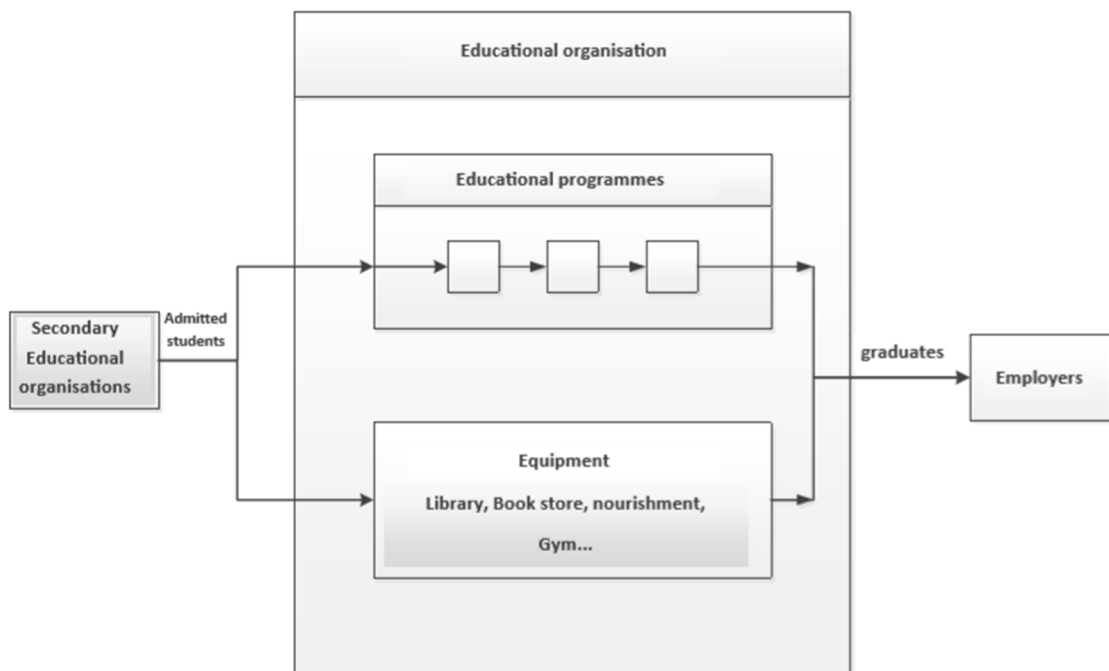 Educational organisation
Educational programmes
Secondary
Educational
organisations
Admitted
students
graduates
Employers
Equipment
Library, Book store, nourishment,
Gym...